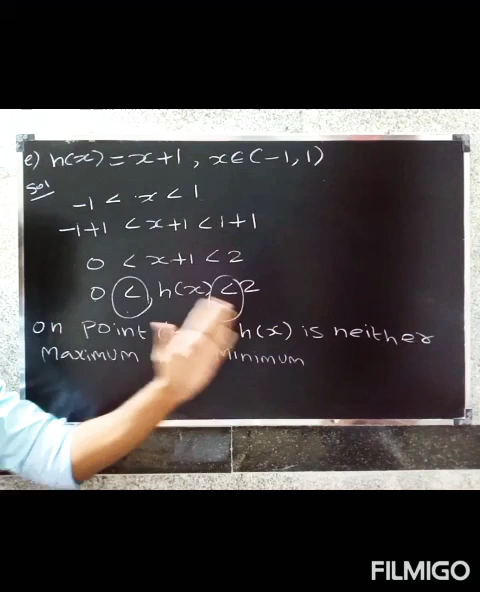 e) h(x) = x+1 , x∈(-1, 1)
Sol
-1 < x < 1
-1+1 < x+1 < 1+1
0 < x+1 < 2
0 < h(x) < 2
on point h(x) is neither
maximum minimum
FILMIGO